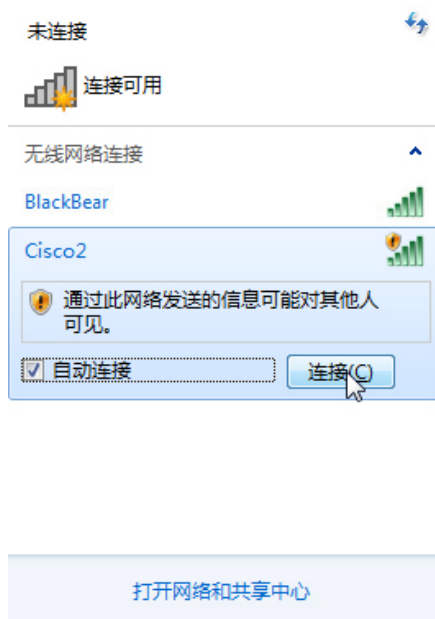 未连接
连接可用
无线网络连接
BlackBear
Cisco2
通过此网络发送的信息可能对其他人
可见。
自动连接
连接(C)
打开网络和共享中心